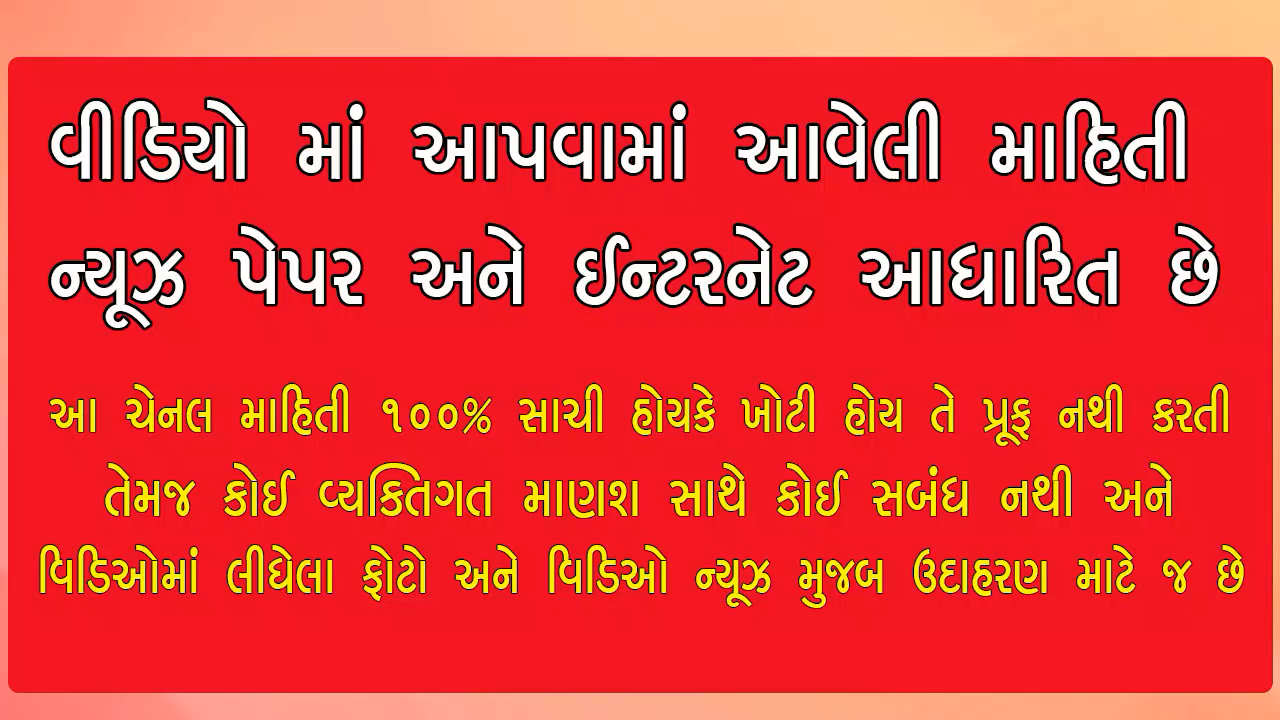 વીડિયો માં આપવામાં આવેલી માહિતી
ન્યૂઝ પેપર અને ઈન્ટરનેટ આધારિત છે
આ ચેનલ માહિતી ૧૦૦% સાચી હોયકે ખોટી હોય તે પ્રૂફ નથી કરતી
તેમજ કોઈ વ્યક્તિગત માણશ સાથે કોઈ સબંધ નથી અને
વિડિઓમાં લીધેલા ફોટો અને વિડિઓ ન્યૂઝ મુજબ ઉદાહરણ માટે જ છે